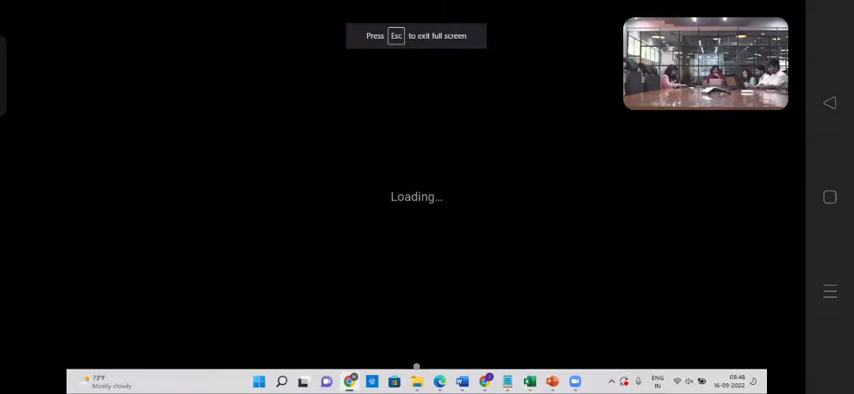 Press Esc to exit full screen
Loading...
73°F
Mostly cloudy
ENG
IN
08:48
16-09-2022